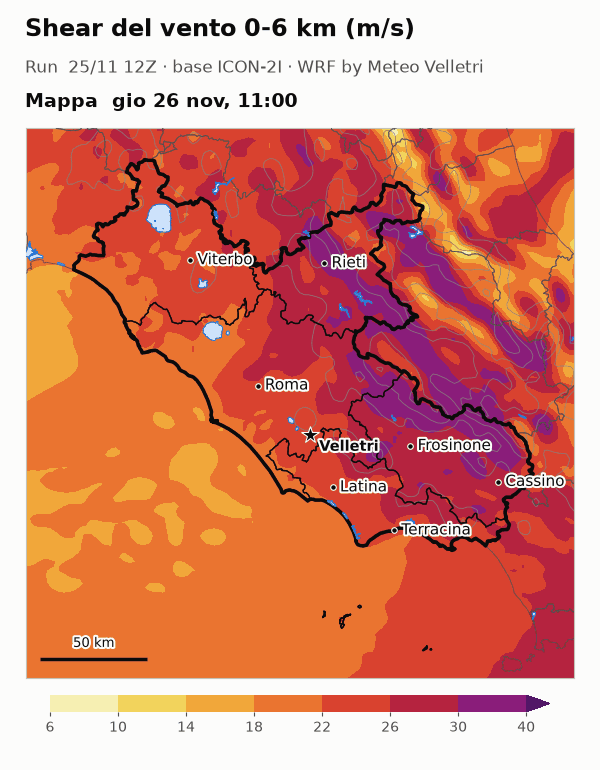 Shear del vento 0-6 km (m/s)
Run  25/11 12Z · base ICON-2I · WRF by Meteo Velletri
Mappa  gio 26 nov, 11:00
Viterbo
Rieti
Roma
Velletri
Frosinone
Cassino
Latina
Terracina
50 km
6 10 14 18 22 26 30 40